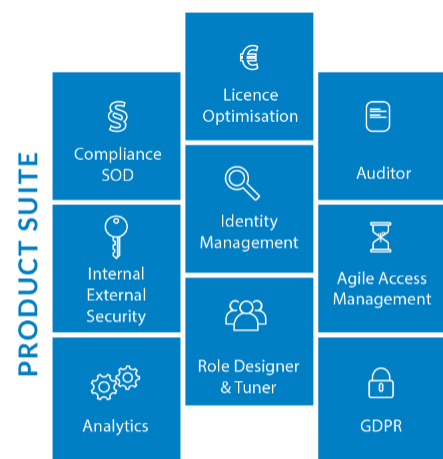 PRODUCT SUITE
§
Compliance
SOD
Internal
External
Security
Analytics
€
Licence
Optimisation
Identity
Management
Role Designer
& Tuner
Auditor
Agile Access
Management
GDPR